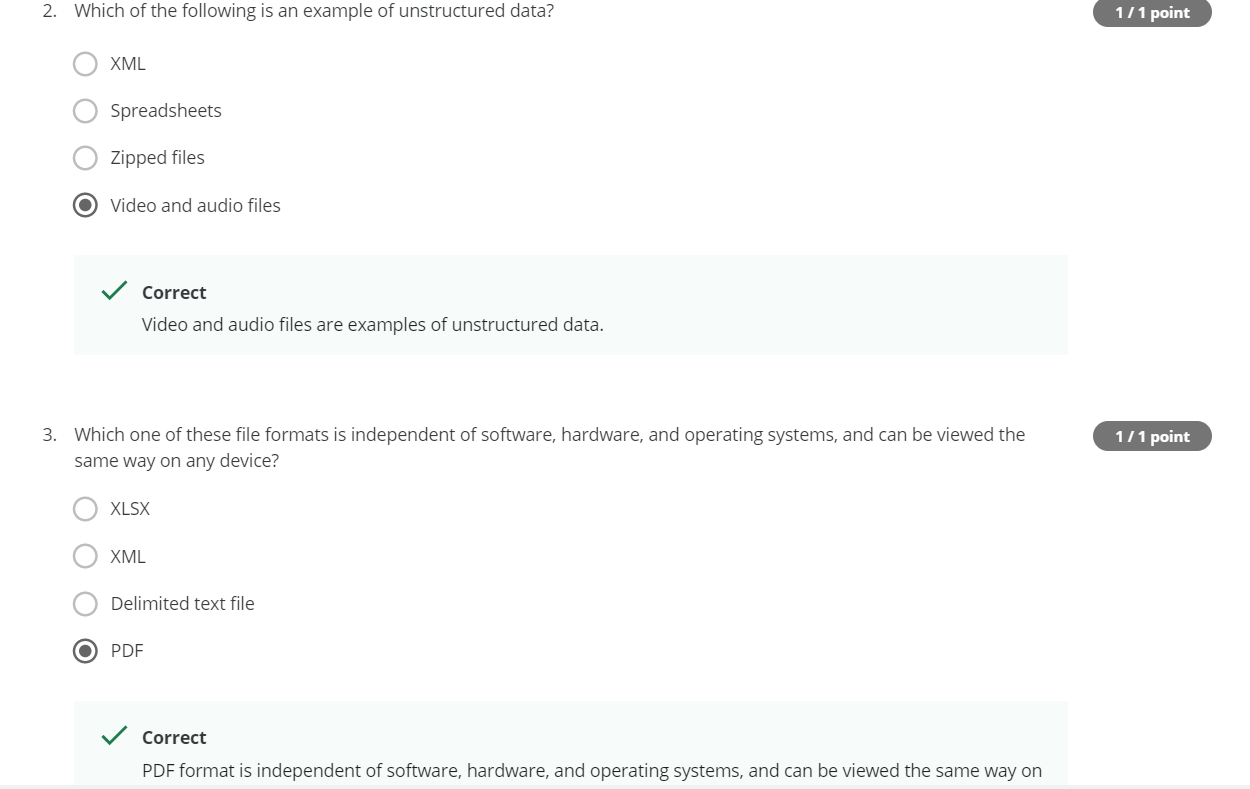 2. Which of the following is an example of unstructured data?
1 / 1 point
XML
Spreadsheets
Zipped files
Video and audio files
Correct
Video and audio files are examples of unstructured data.
3. Which one of these file formats is independent of software, hardware, and operating systems, and can be viewed the
same way on any device?
1 / 1 point
XLSX
XML
Delimited text file
PDF
Correct
PDF format is independent of software, hardware, and operating systems, and can be viewed the same way on